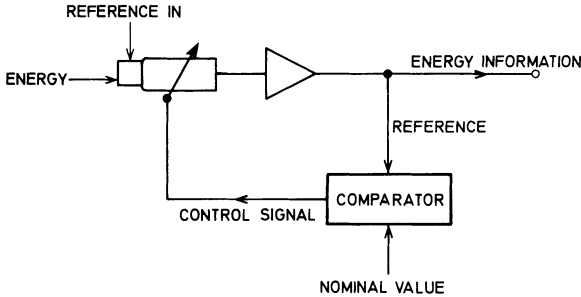 REFERENCE IN
ENERGY
ENERGY INFORMATION
REFERENCE
COMPARATOR
CONTROL SIGNAL
NOMINAL VALUE